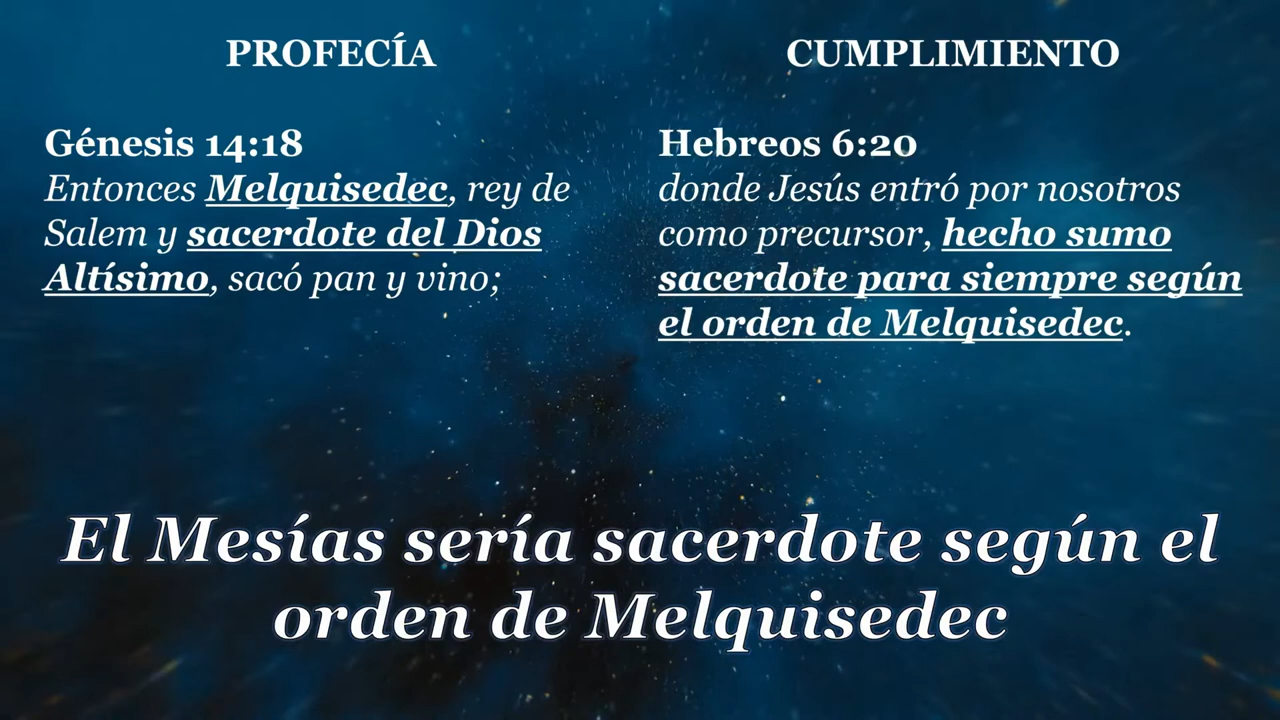 PROFECÍA
Génesis 14:18
Entonces Melquisedec, rey de
Salem y sacerdote del Dios
Altísimo, sacó pan y vino;
CUMPLIMIENTO
Hebreos 6:20
donde Jesús entró por nosotros
como precursor, hecho sumo
sacerdote para siempre según
el orden de Melquisedec.
El Mesías sería sacerdote según el
orden de Melquisedec